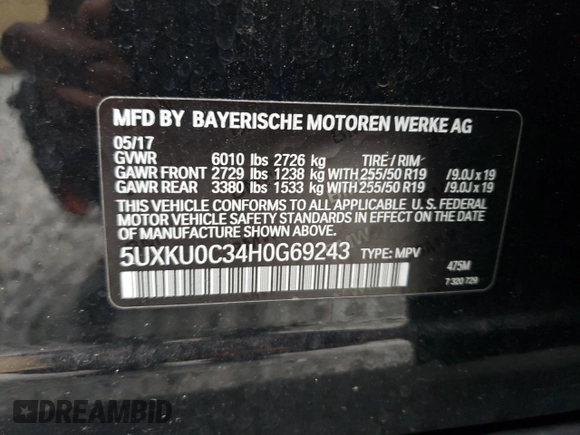 MFD BY BAYERISCHE MOTOREN WERKE AG
05/17
GVWR 6010 lbs 2726 kg TIRE / RIM
GAWR FRONT 2729 lbs 1238 kg WITH 255/50 R19 /9.0J x 19
GAWR REAR 3380 lbs 1533 kg WITH 255/50 R19 /9.0J x 19
THIS VEHICLE CONFORMS TO ALL APPLICABLE U.S. FEDERAL
MOTOR VEHICLE SAFETY STANDARDS IN EFFECT ON THE DATE
OF MANUFACTURE SHOWN ABOVE.
5UXKU0C34H0G69243 TYPE: MPV
475M
7 320 729
DREAMBID